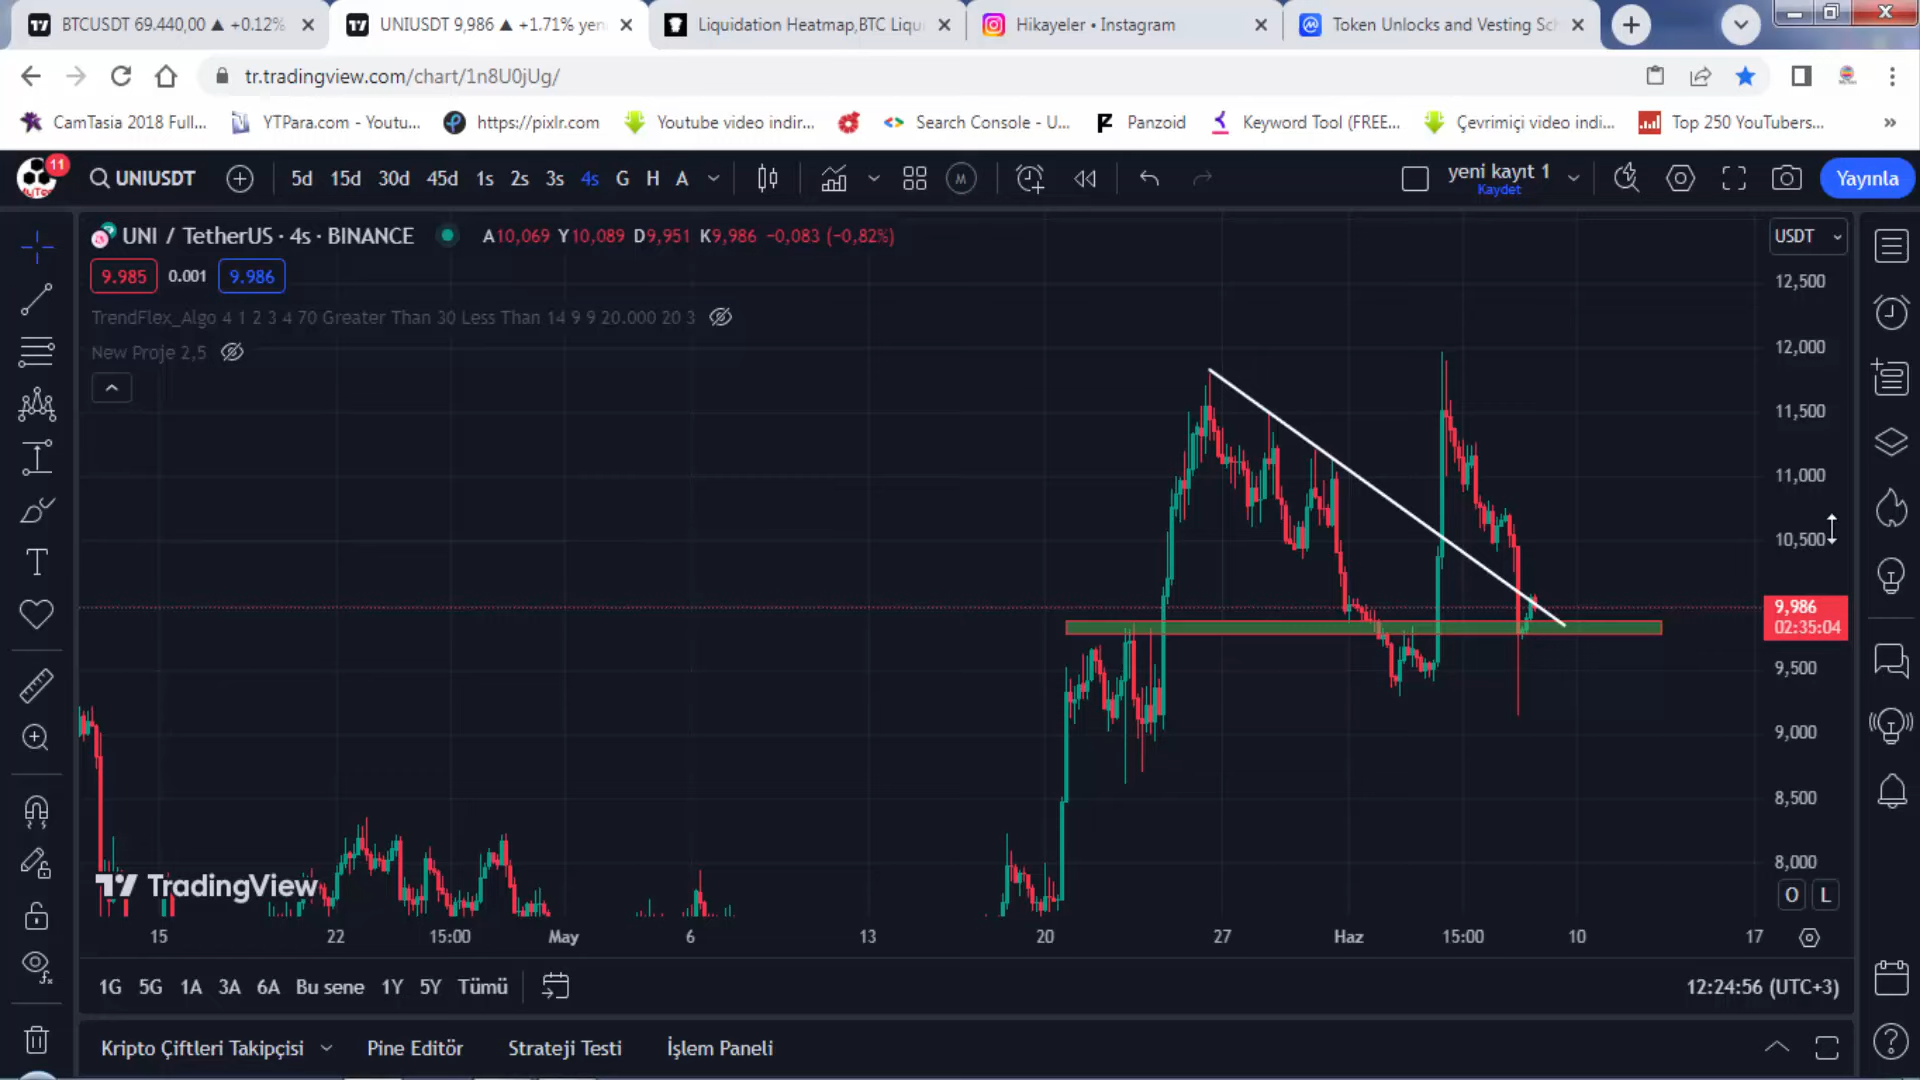 BTCUSDT 69.440,00 ▲ +0.12%
UNIUSDT 9,986 ▲ +1.71% yen
Liquidation Heatmap,BTC Liqu
Hikayeler • Instagram
Token Unlocks and Vesting Sch
tr.tradingview.com/chart/1n8U0jUg/
CamTasia 2018 Full...
YTPara.com - Youtu...
https://pixlr.com
Youtube video indir...
Search Console - U...
Panzoid
Keyword Tool (FREE...
Çevrimiçi video indi...
Top 250 YouTubers...
»
11
UNIUSDT
5d 15d 30d 45d 1s 2s 3s 4s G H A
M
yeni kayıt 1
Kaydet
Yayınla
UNI / TetherUS · 4s · BINANCE
A10,069 Y10,089 D9,951 K9,986 −0,083 (−0,82%)
USDT
9.985 0.001 9.986
TrendFlex_Algo 4 1 2 3 4 70 Greater Than 30 Less Than 14 9 9 20.000 20 3
New Proje 2,5
12,500
12,000
11,500
11,000
10,500
9,986
02:35:04
9,500
9,000
8,500
8,000
O L
TradingView
15 22 15:00 May 6 13 20 27 Haz 15:00 10 17
1G 5G 1A 3A 6A Bu sene 1Y 5Y Tümü
12:24:56 (UTC+3)
Kripto Çiftleri Takipçisi
Pine Editör
Strateji Testi
İşlem Paneli